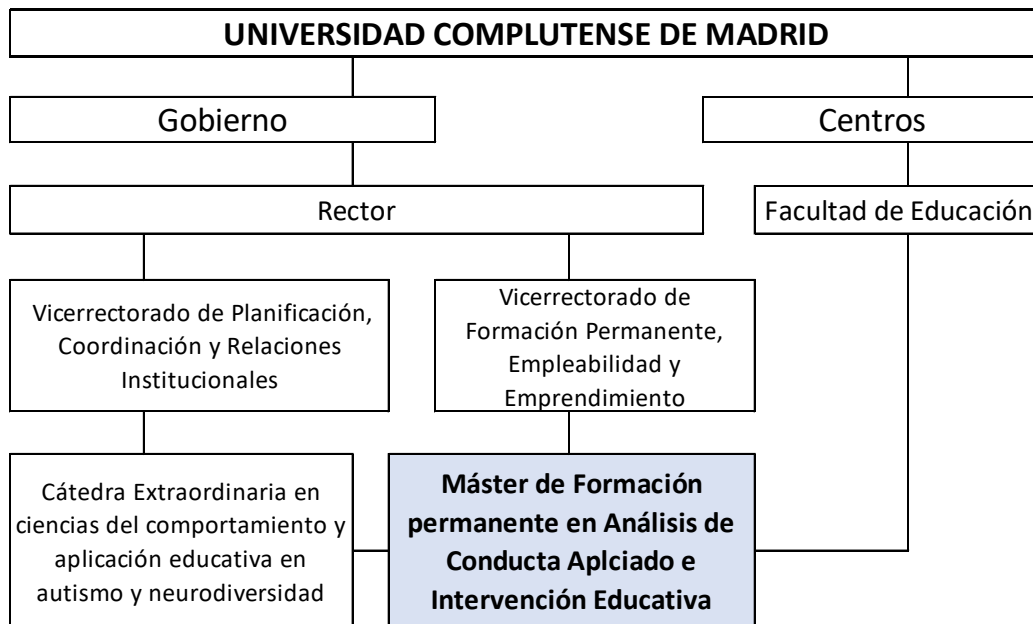 UNIVERSIDAD COMPLUTENSE DE MADRID
Gobierno
Centros
Rector
Facultad de Educación
Vicerrectorado de Planificación,
Coordinación y Relaciones
Institucionales
Vicerrectorado de
Formación Permanente,
Empleabilidad y
Emprendimiento
Cátedra Extraordinaria en
ciencias del comportamiento y
aplicación educativa en
autismo y neurodiversidad
Máster de Formación
permanente en Análisis de
Conducta Aplciado e
Intervención Educativa